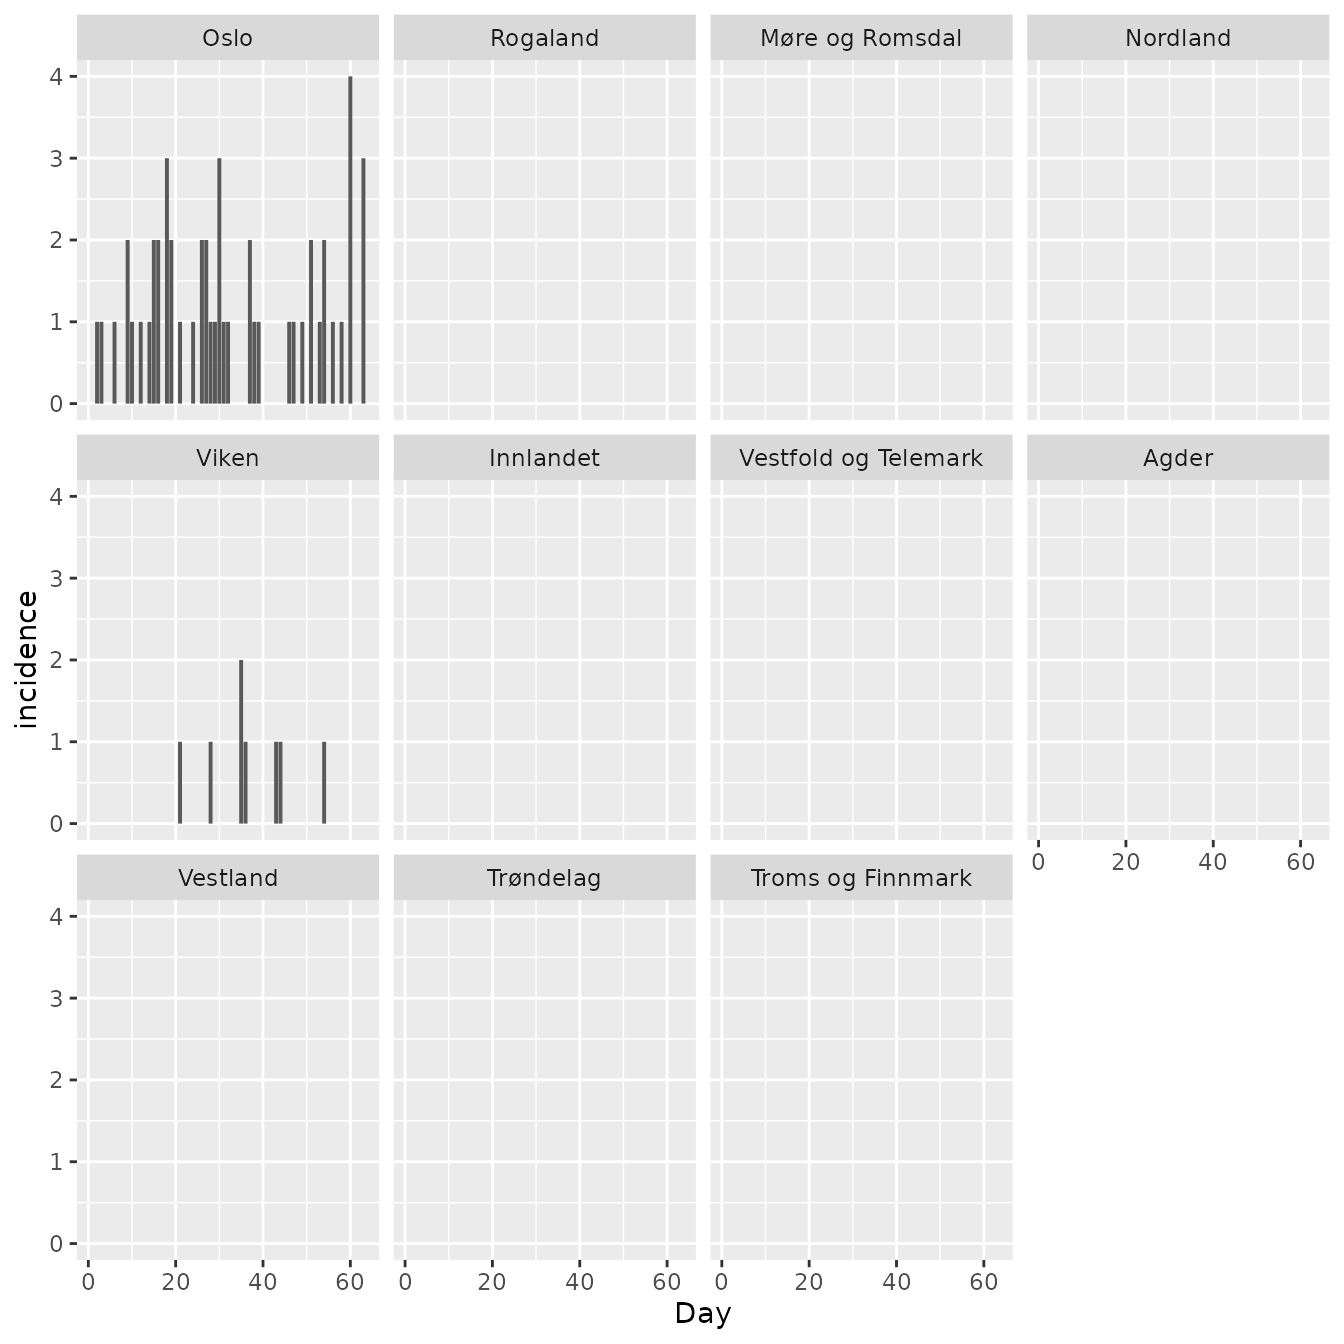 Oslo Rogaland Møre og Romsdal Nordland
4
3
2
1
0
Viken Innlandet Vestfold og Telemark Agder
4
3
2
1
0
0 20 40 60
Vestland Trøndelag Troms og Finnmark
4
3
2
1
0
0 20 40 60 0 20 40 60 0 20 40 60
Day
incidence